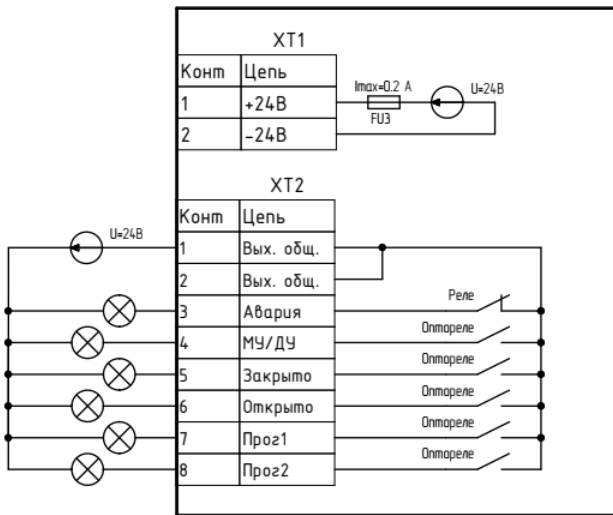 XT1
Конт Цепь
1 +24В
2 -24В
Imax=0.2 А
FU3
U=24В
XT2
Конт Цепь
U=24В
1 Вых. общ.
2 Вых. общ.
3 Авария Реле
4 МУ/ДУ Оптореле
5 Закрыто Оптореле
6 Открыто Оптореле
7 Прог1 Оптореле
8 Прог2 Оптореле